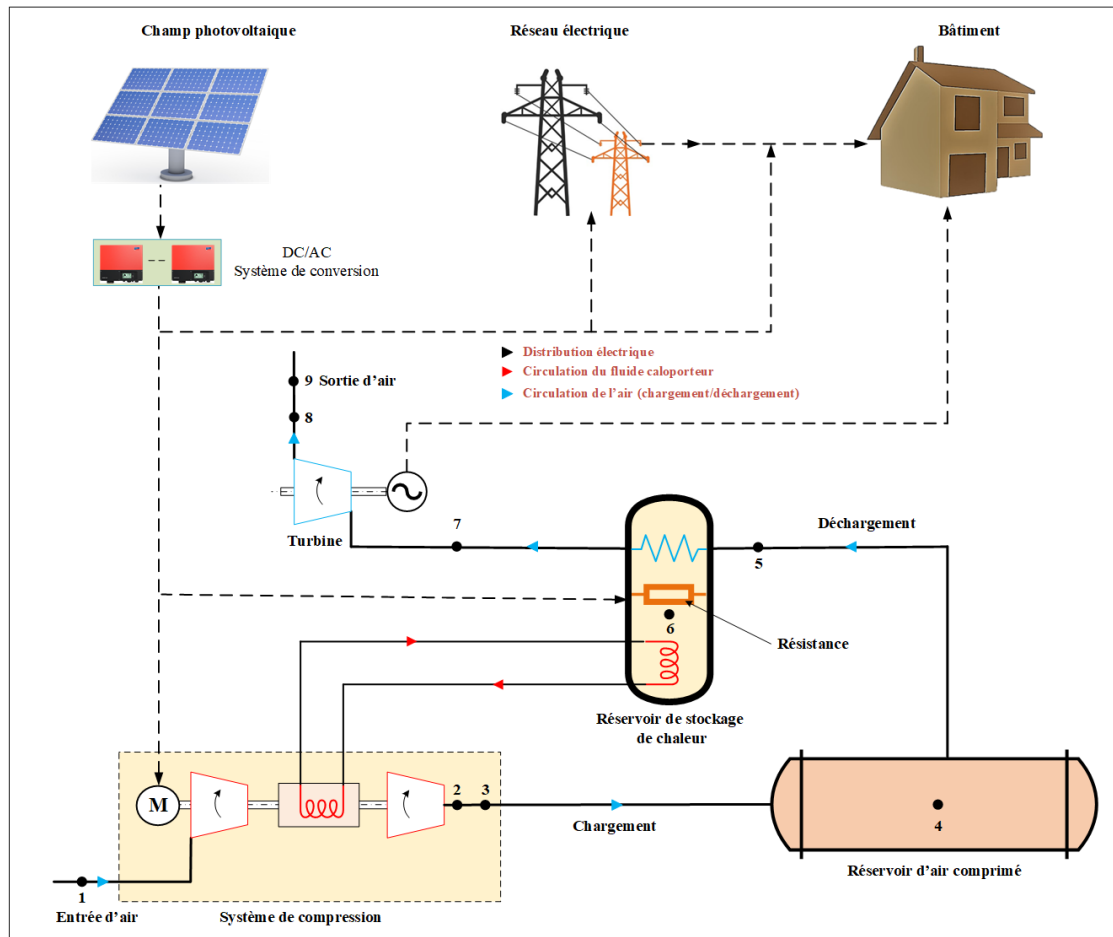 Champ photovoltaique
Réseau électrique
Bâtiment
DC/AC
Système de conversion
Distribution électrique
Circulation du fluide caloporteur
Circulation de l'air (chargement/déchargement)
9 Sortie d'air
8
Turbine
7
Déchargement
5
6
Résistance
Réservoir de stockage
de chaleur
M
2 3
Chargement
4
Réservoir d'air comprimé
1
Entrée d'air
Système de compression